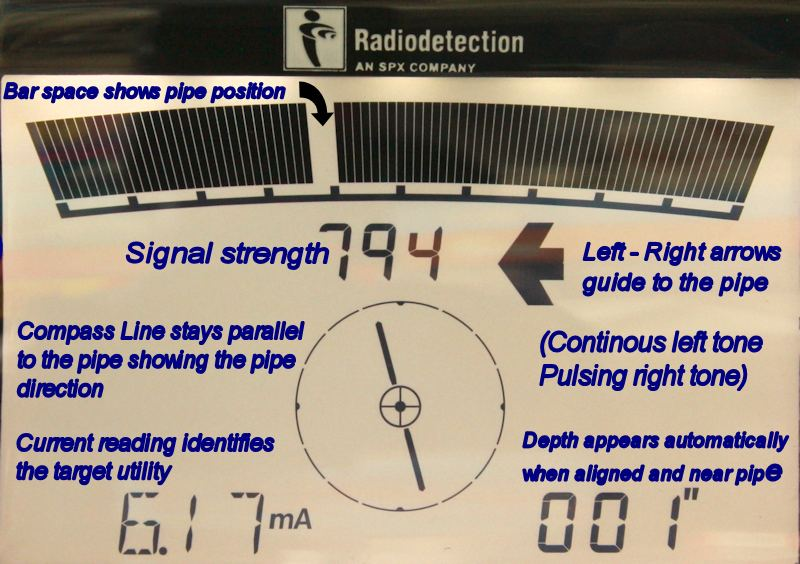 Radiodetection
AN SPX COMPANY
Bar space shows pipe position
Signal strength 794
Left - Right arrows
guide to the pipe
Compass Line stays parallel
to the pipe showing the pipe
direction
(Continous left tone
Pulsing right tone)
Current reading identifies
the target utility
Depth appears automatically
when aligned and near pipe
6.17 mA
001"